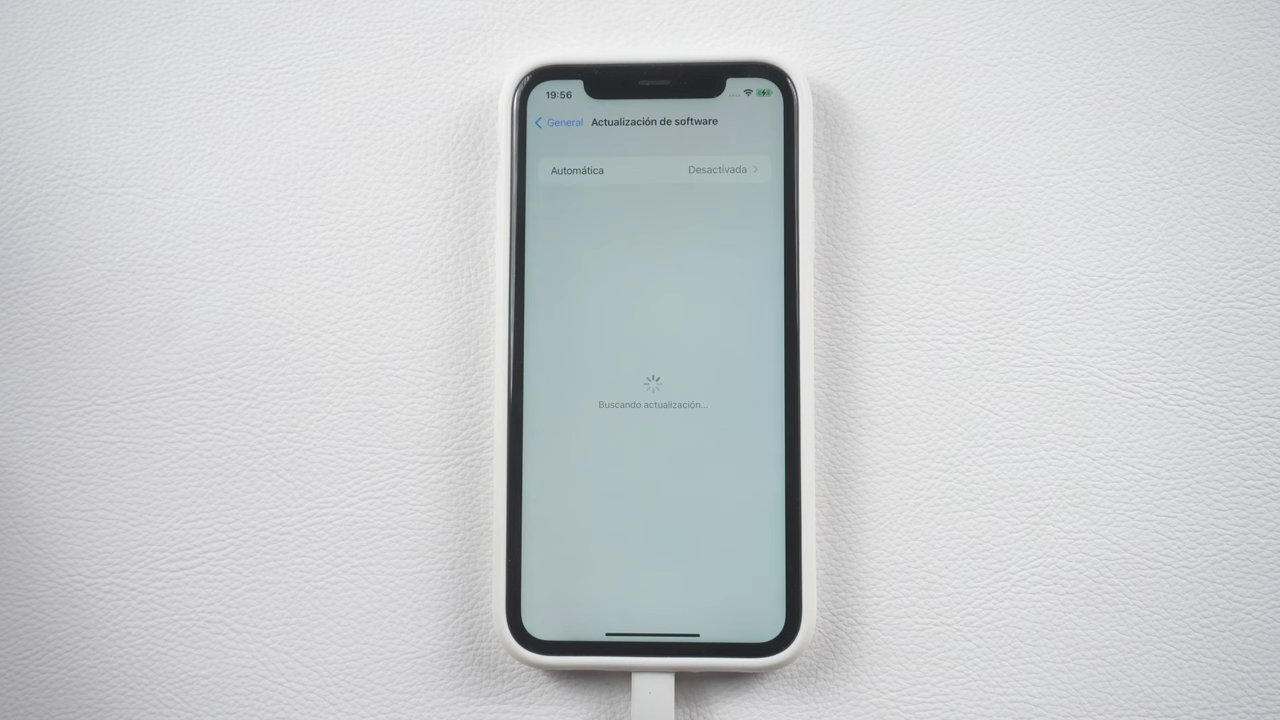 19:56
General Actualización de software
Automática Desactivada
Buscando actualización...